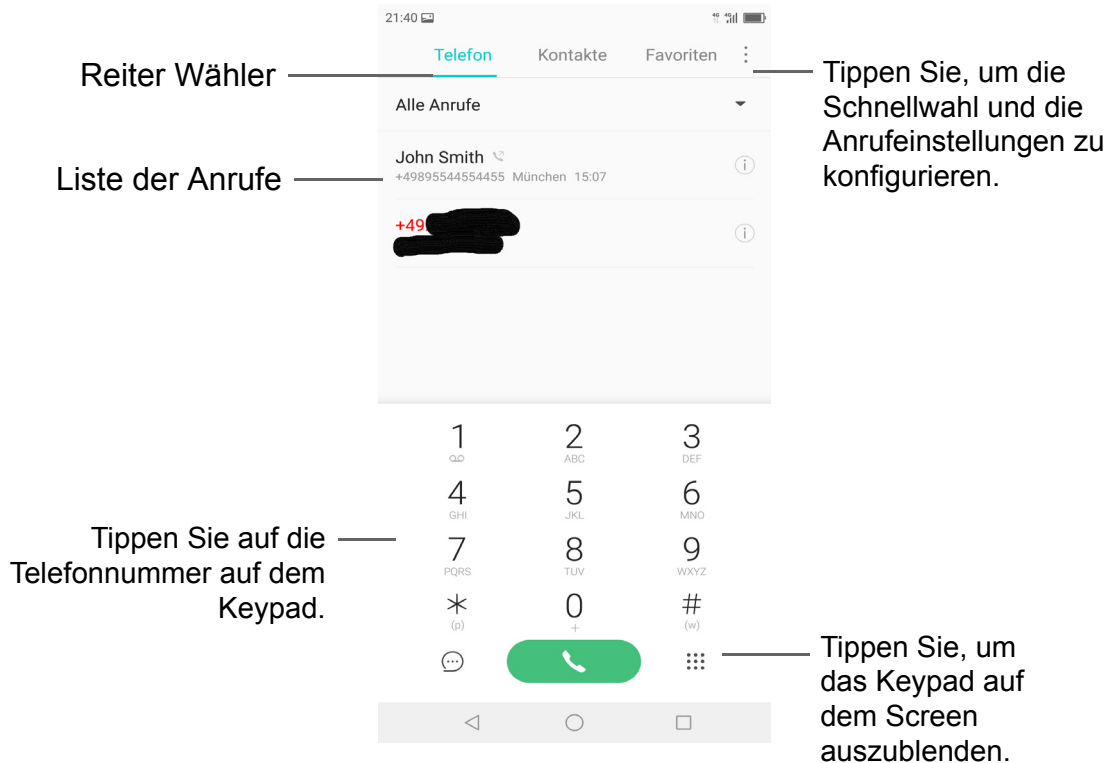 21:40
4G 4G
Telefon Kontakte Favoriten
Reiter Wähler
Tippen Sie, um die
Schnellwahl und die
Anrufeinstellungen zu
konfigurieren.
Alle Anrufe
Liste der Anrufe
John Smith
+49895544554455 München 15:07
+49
1 2 3
ABC DEF
4 5 6
GHI JKL MNO
Tippen Sie auf die
Telefonnummer auf dem
Keypad.
7 8 9
PQRS TUV WXYZ
* 0 #
(p) + (w)
Tippen Sie, um
das Keypad auf
dem Screen
auszublenden.